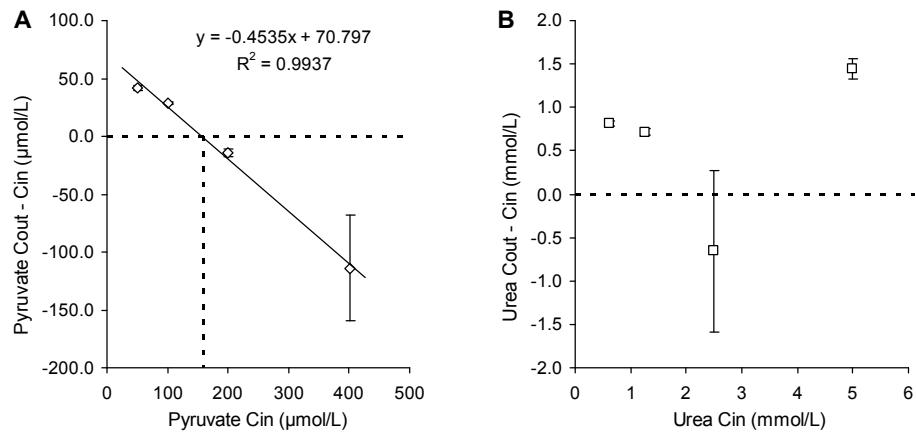 A
y = -0.4535x + 70.797
R² = 0.9937
Pyruvate Cout - Cin (µmol/L)
100.0
50.0
0.0
-50.0
-100.0
-150.0
-200.0
0 100 200 300 400 500
Pyruvate Cin (µmol/L)
B
Urea Cout - Cin (mmol/L)
2.0
1.5
1.0
0.5
0.0
-0.5
-1.0
-1.5
-2.0
0 1 2 3 4 5 6
Urea Cin (mmol/L)